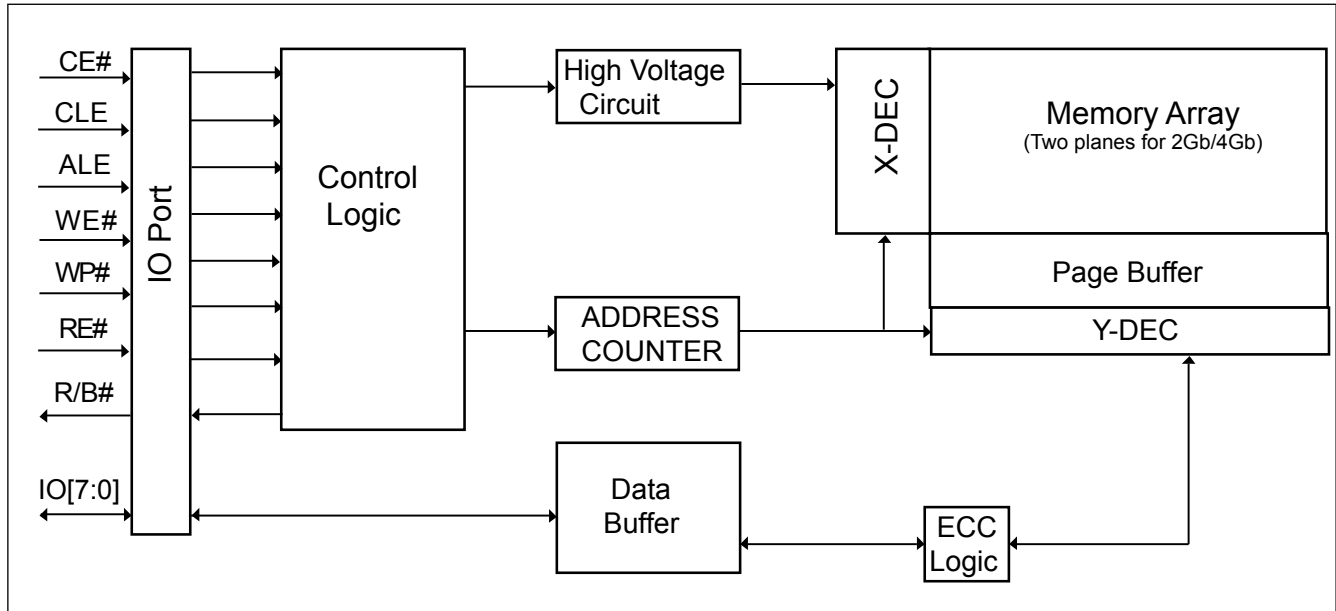 CE#
CLE
ALE
WE#
WP#
RE#
R/B#
IO[7:0]
IO Port
Control
Logic
High Voltage
Circuit
ADDRESS
COUNTER
Data
Buffer
X-DEC
Memory Array
(Two planes for 2Gb/4Gb)
Page Buffer
Y-DEC
ECC
Logic